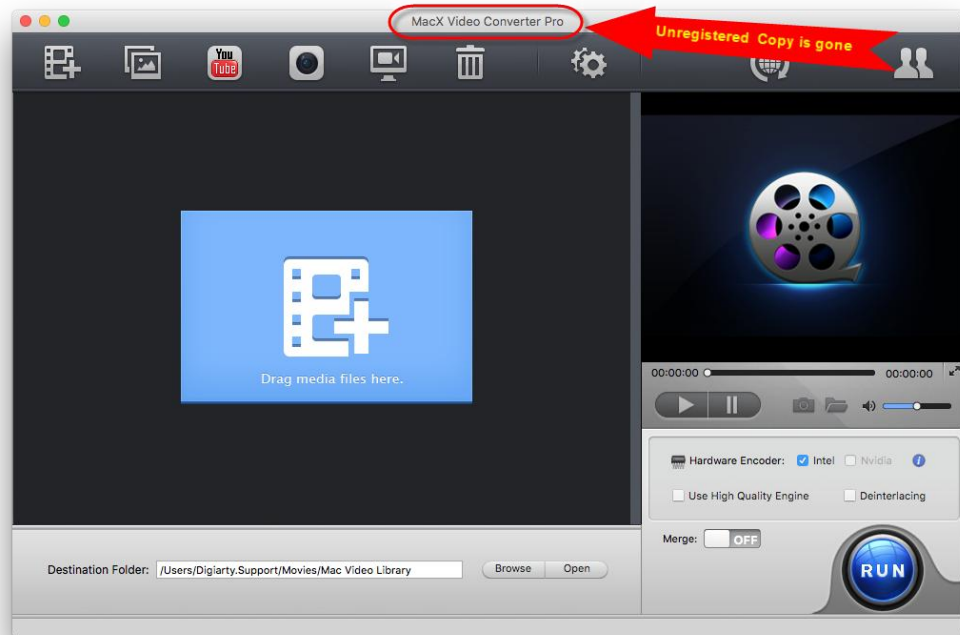 MacX Video Converter Pro
Unregistered Copy is gone
You
Tube
Drag media files here.
00:00:00
00:00:00
Hardware Encoder: Intel Nvidia
Use High Quality Engine Deinterlacing
Merge: OFF
RUN
Destination Folder: /Users/Digiarty.Support/Movies/Mac Video Library Browse Open